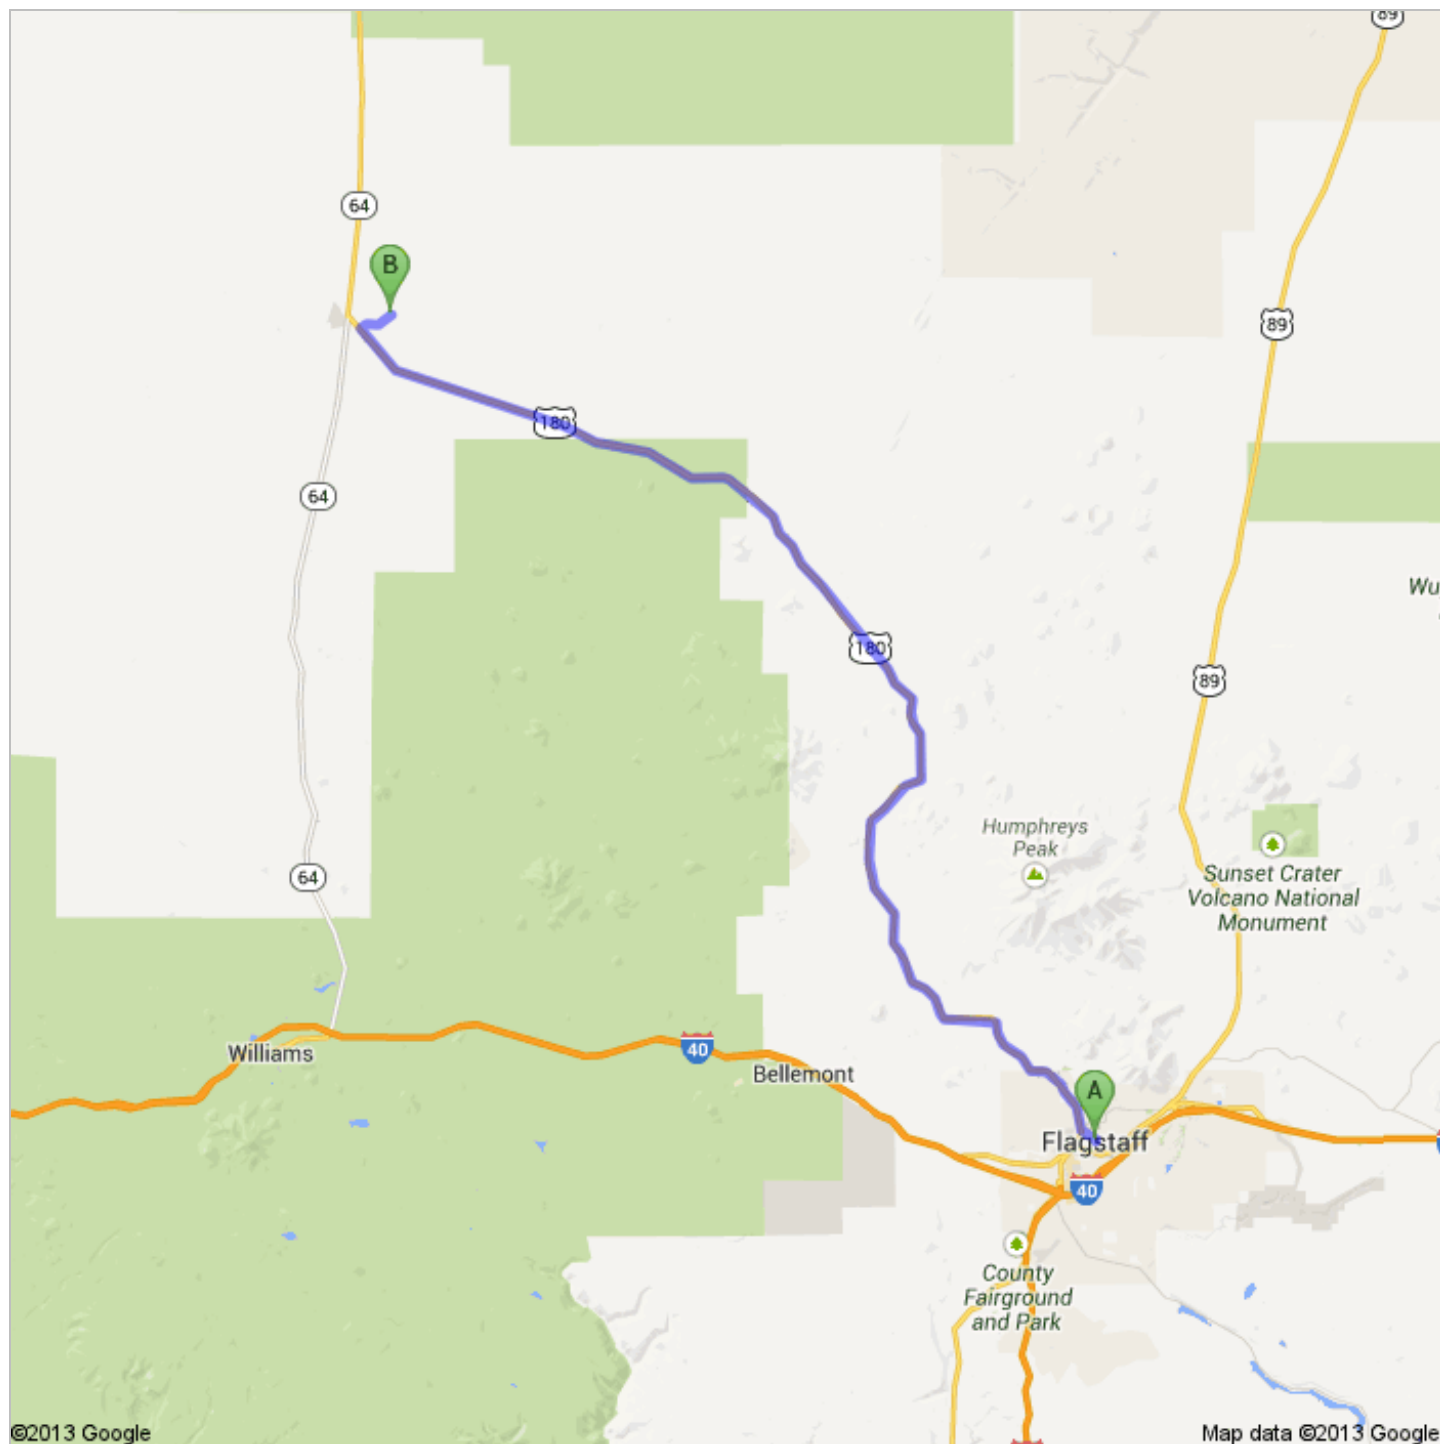 89
64
B
89
180
64
Wu
180
89
Humphreys
Peak
64
Sunset Crater
Volcano National
Monument
40
Williams
Bellemont
A
Flagstaff
40
County
Fairground
and Park
©2013 Google
Map data ©2013 Google